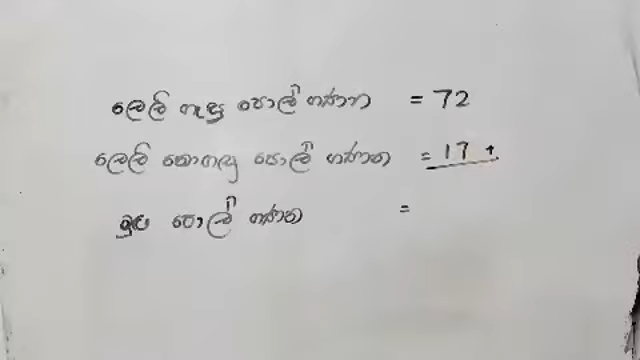 ලෙලි ගැසු පොල් ගණන = 72
ලෙලි නොගැසු පොල් ගණන = 17 +
මුළු පොල් ගණන =